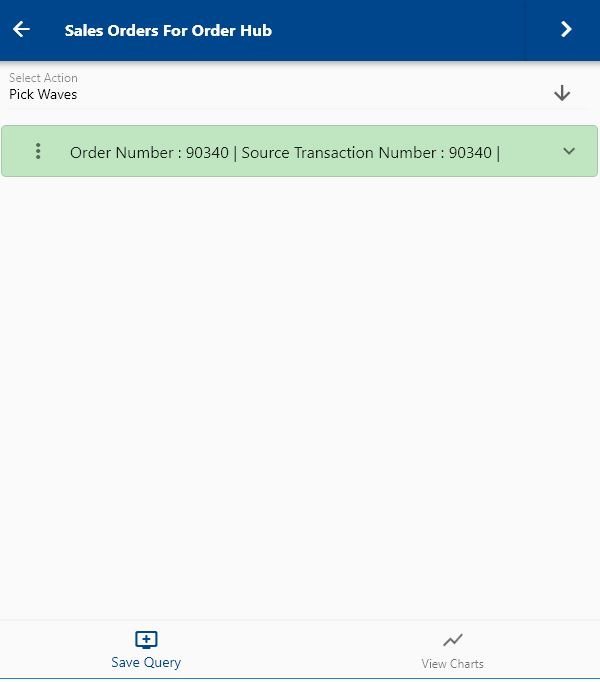 Sales Orders For Order Hub
Select Action
Pick Waves
Order Number : 90340 | Source Transaction Number : 90340 |
Save Query
View Charts